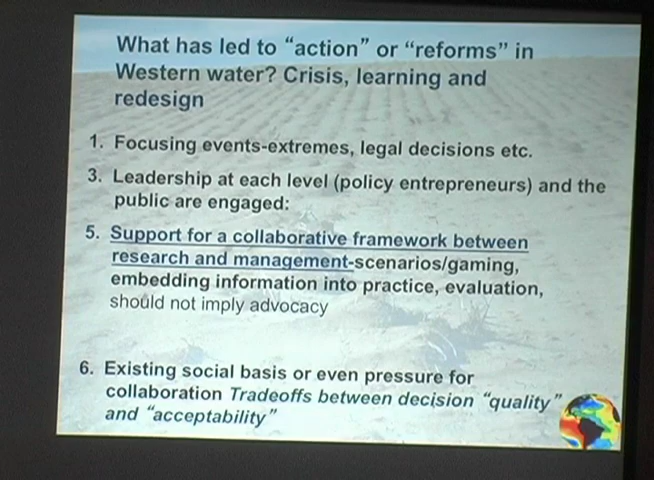 What has led to “action” or “reforms” in
Western water? Crisis, learning and
redesign
1. Focusing events-extremes, legal decisions etc.
3. Leadership at each level (policy entrepreneurs) and the
public are engaged:
5. Support for a collaborative framework between
research and management-scenarios/gaming,
embedding information into practice, evaluation,
should not imply advocacy
6. Existing social basis or even pressure for
collaboration Tradeoffs between decision “quality”
and “acceptability”